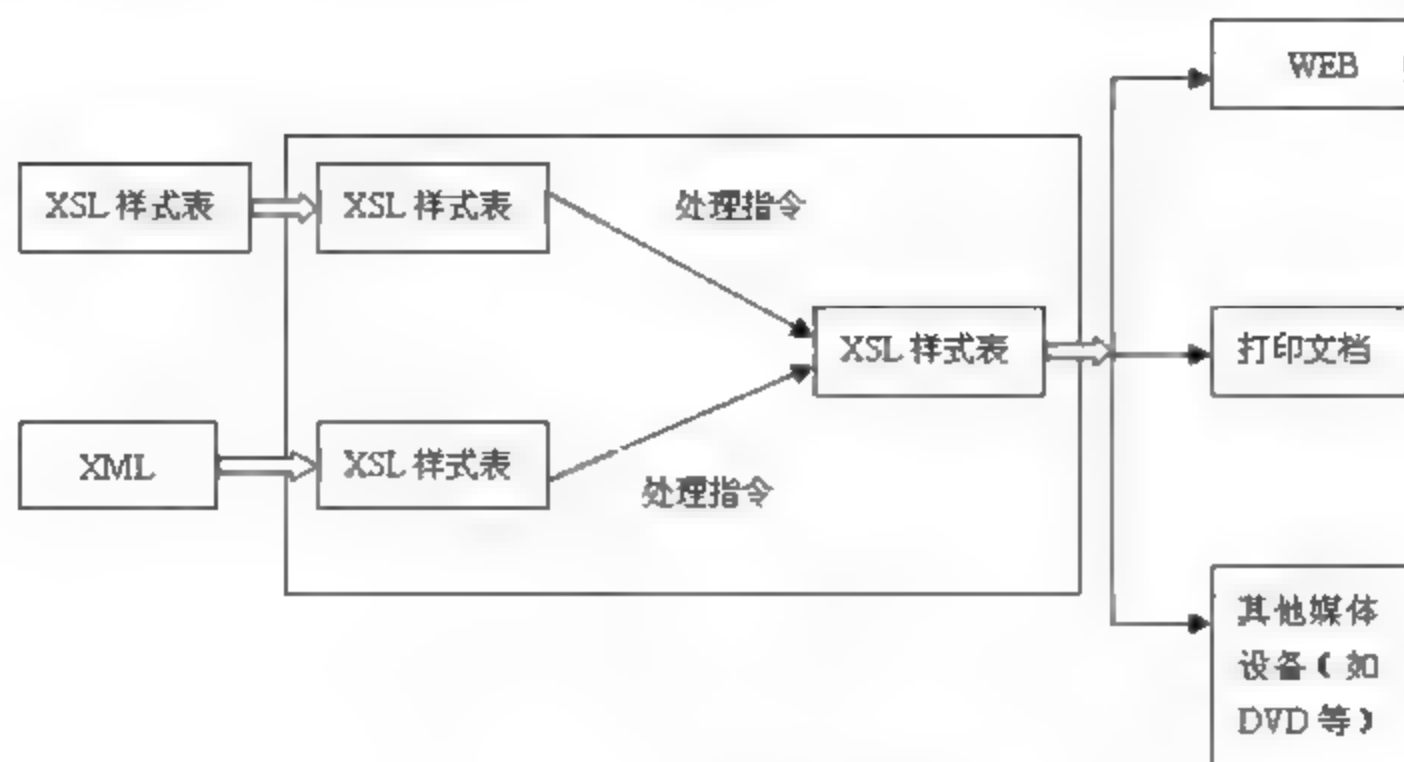 WEB
XSL 样式表
XSL 样式表
处理指令
XSL 样式表
打印文档
XML
XSL 样式表
处理指令
其他媒体
设备(如
DVD 等)